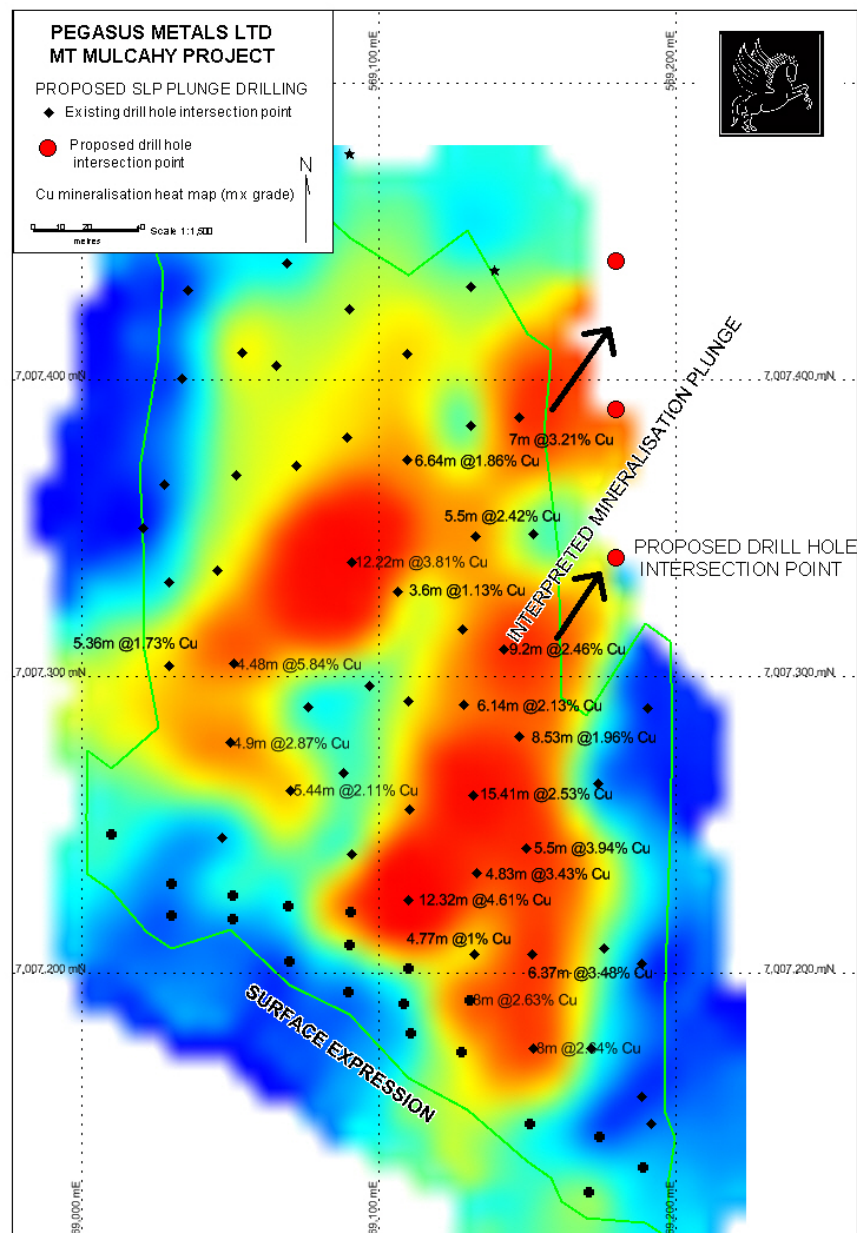 PEGASUS METALS LTD
MT MULCAHY PROJECT
PROPOSED SLP PLUNGE DRILLING
Existing drill hole intersection point
Proposed drill hole
intersection point
N
Cu mineralisation heat map (m x grade)
0 10 20 40 Scale 1:1,500
metres
569,100 mE
569,200 mE
7,007,400 mN
7,007,400 mN
INTERPRETED MINERALISATION PLUNGE
7m @3.21% Cu
6.64m @1.86% Cu
5.5m @2.42% Cu
PROPOSED DRILL HOLE
INTERSECTION POINT
12.22m @3.81% Cu
3.6m @1.13% Cu
5.36m @1.73% Cu
9.2m @2.46% Cu
4.48m @5.84% Cu
7,007,300 mN
7,007,300 mN
6.14m @2.13% Cu
8.53m @1.96% Cu
4.9m @2.87% Cu
5.44m @2.11% Cu
15.41m @2.53% Cu
5.5m @3.94% Cu
4.83m @3.43% Cu
12.32m @4.61% Cu
4.77m @1% Cu
7,007,200 mN
6.37m @3.48% Cu
7,007,200 mN
8m @2.63% Cu
SURFACE EXPRESSION
8m @2.64% Cu
69,000 mE
69,100 mE
69,200 mE